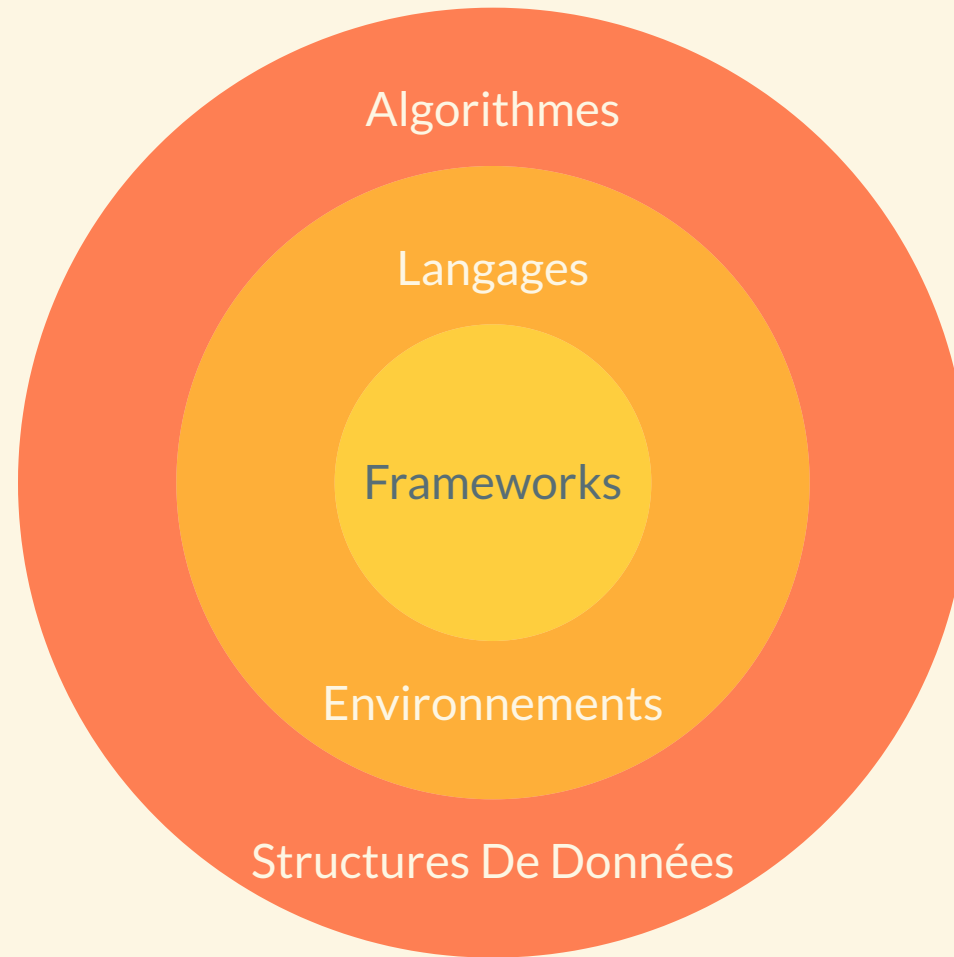 Algorithmes
Langages
Frameworks
Environnements
Structures De Données